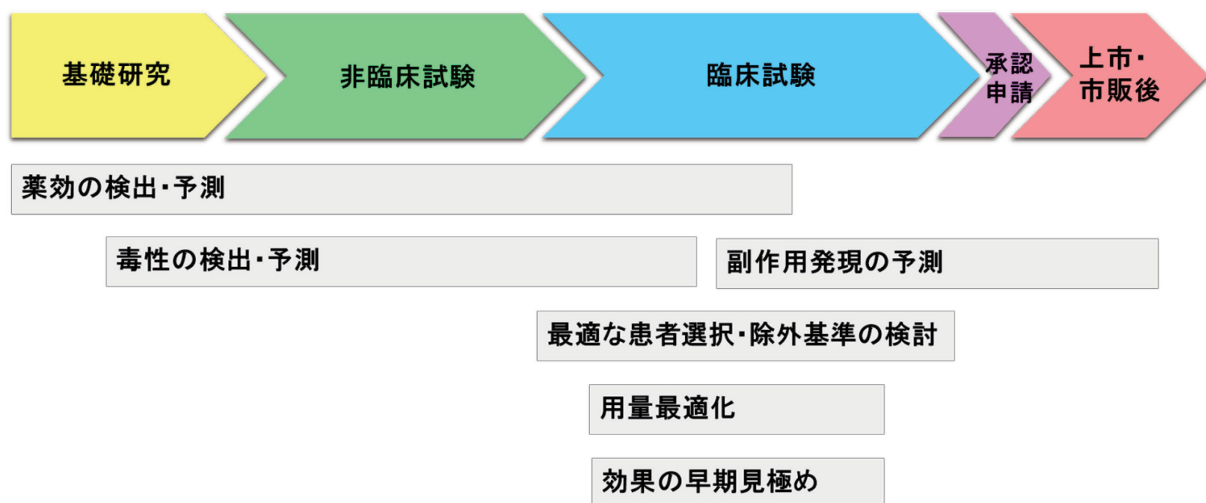 基礎研究
非臨床試験
臨床試験
承認
申請
上市・
市販後
薬効の検出・予測
毒性の検出・予測
副作用発現の予測
最適な患者選択・除外基準の検討
用量最適化
効果の早期見極め